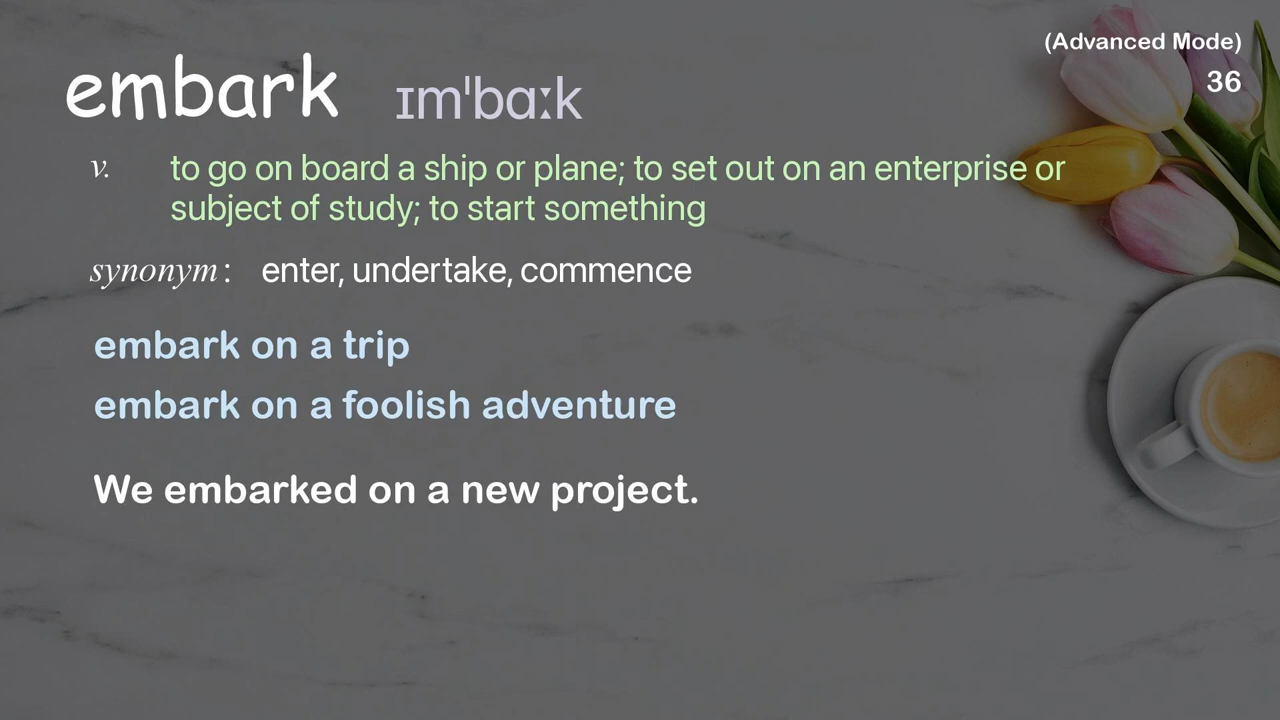 (Advanced Mode)
36
embark ɪmˈbɑːk
v. to go on board a ship or plane; to set out on an enterprise or
subject of study; to start something
synonym: enter, undertake, commence
embark on a trip
embark on a foolish adventure
We embarked on a new project.